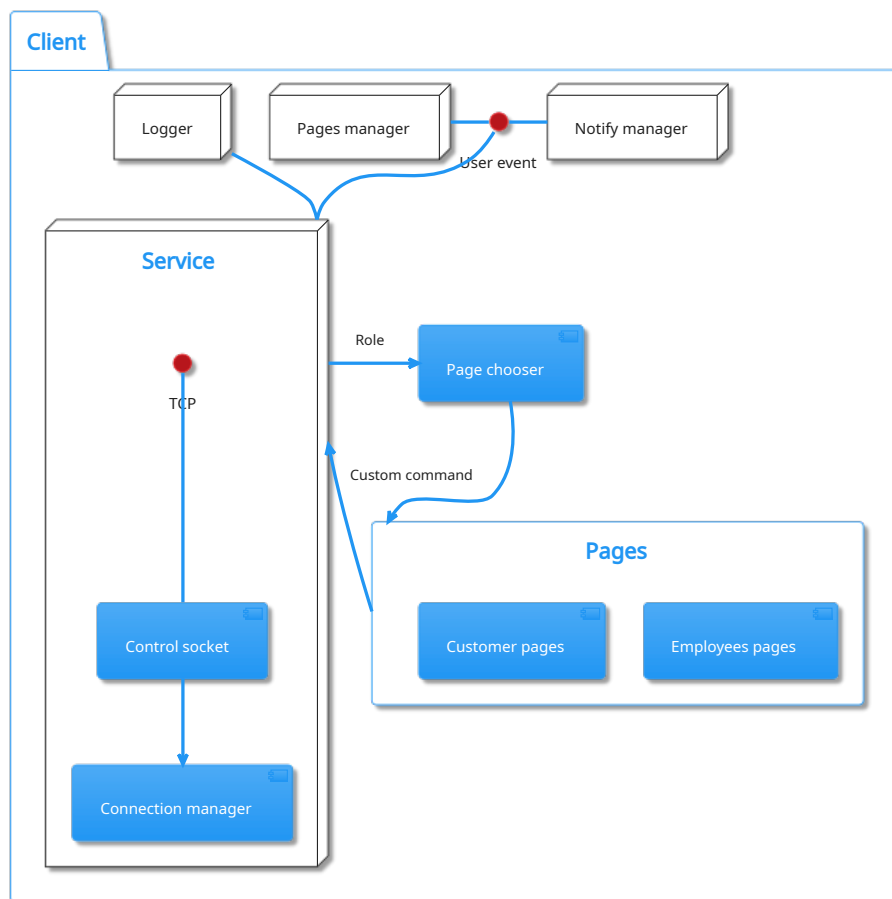 Client
Logger
Pages manager
Notify manager
User event
Service
Role
Page chooser
TCP
Custom command
Pages
Control socket
Customer pages
Employees pages
Connection manager